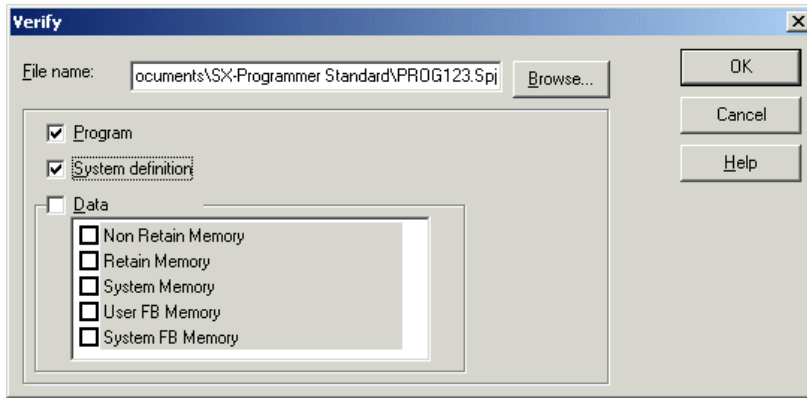 Verify
File name: ocuments\SX-Programmer Standard\PROG123.Spj Browse... OK
Cancel
Program
System definition Help
Data
Non Retain Memory
Retain Memory
System Memory
User FB Memory
System FB Memory